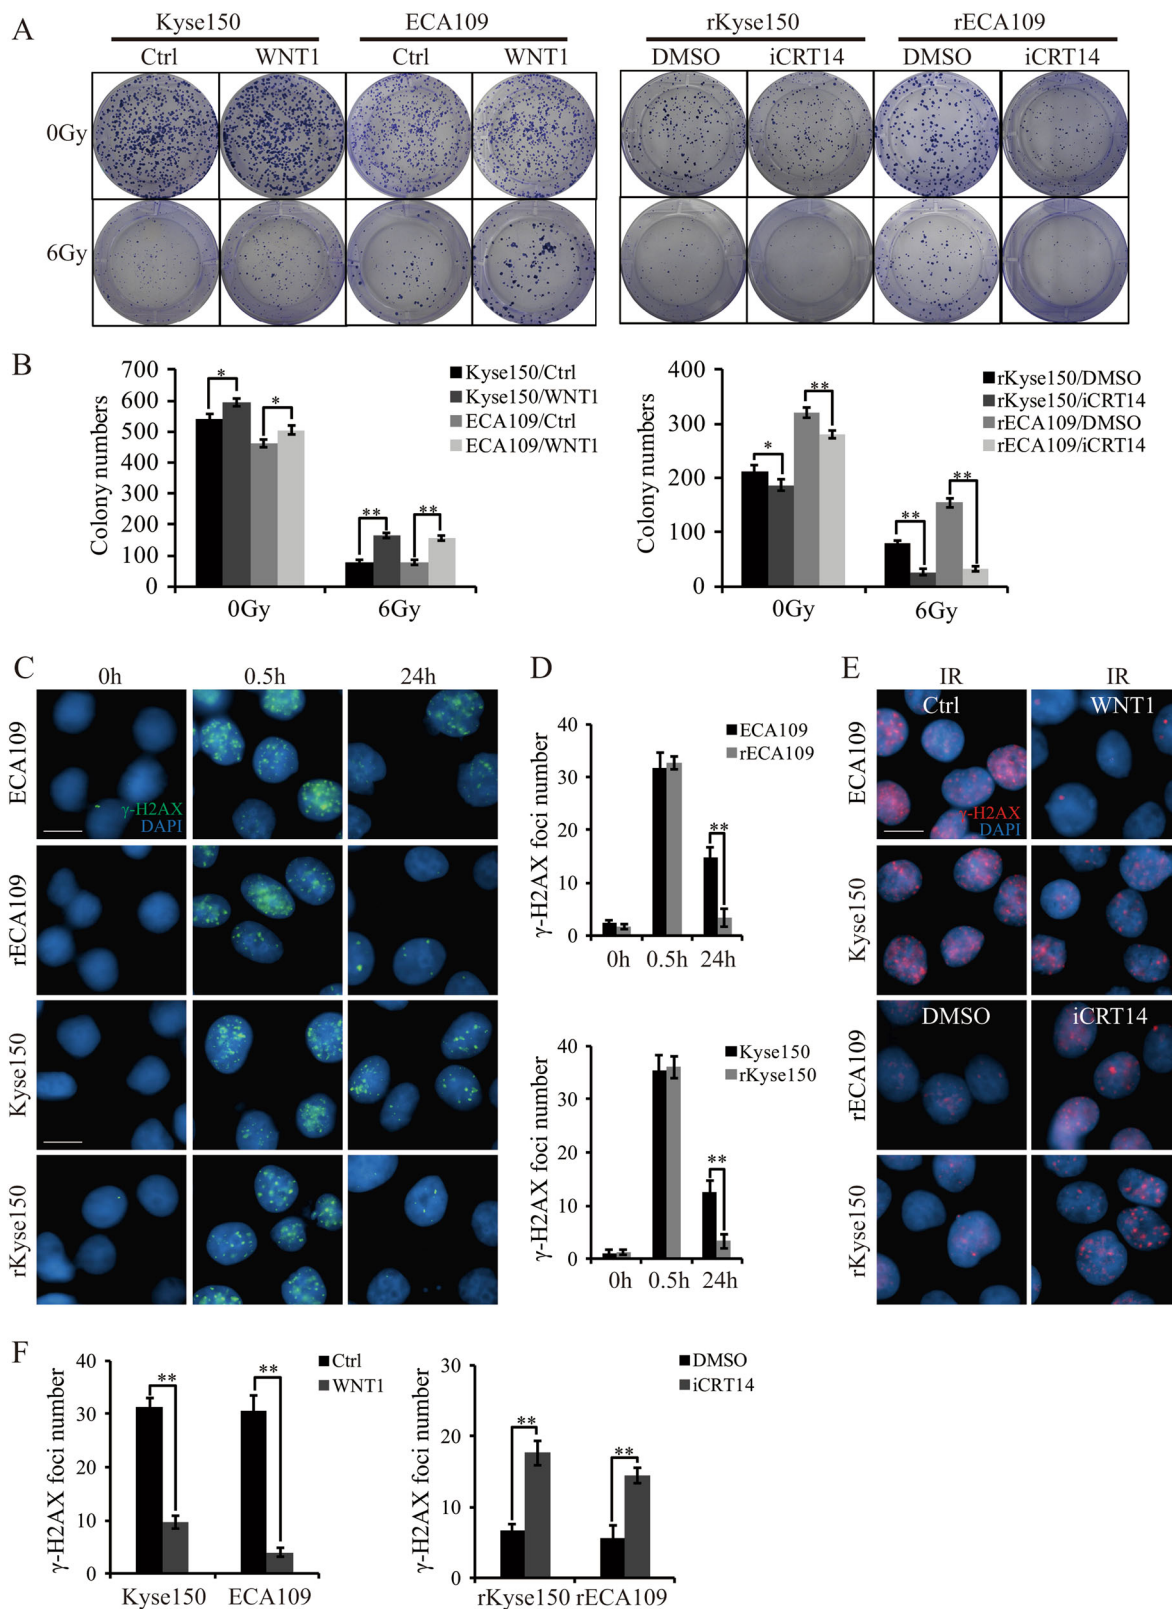 A
Kyse150 ECA109 rKyse150 rECA109
Ctrl WNT1 Ctrl WNT1 DMSO iCRT14 DMSO iCRT14
0Gy
6Gy
B
Colony numbers
700
600
500
400
300
200
100
0
* * ** **
0Gy 6Gy
Kyse150/Ctrl
Kyse150/WNT1
ECA109/Ctrl
ECA109/WNT1
Colony numbers
400
300
200
100
0
* ** ** **
0Gy 6Gy
rKyse150/DMSO
rKyse150/iCRT14
rECA109/DMSO
rECA109/iCRT14
C
0h 0.5h 24h
ECA109
γ-H2AX
DAPI
rECA109
Kyse150
rKyse150
D
γ-H2AX foci number
40
30
20
10
0
ECA109
rECA109
**
0h 0.5h 24h
γ-H2AX foci number
40
30
20
10
0
Kyse150
rKyse150
**
0h 0.5h 24h
E
IR IR
Ctrl WNT1
ECA109
γ-H2AX
DAPI
Kyse150
DMSO iCRT14
rECA109
rKyse150
F
γ-H2AX foci number
40
30
20
10
0
** **
Ctrl
WNT1
Kyse150 ECA109
γ-H2AX foci number
30
20
10
0
** **
DMSO
iCRT14
rKyse150 rECA109